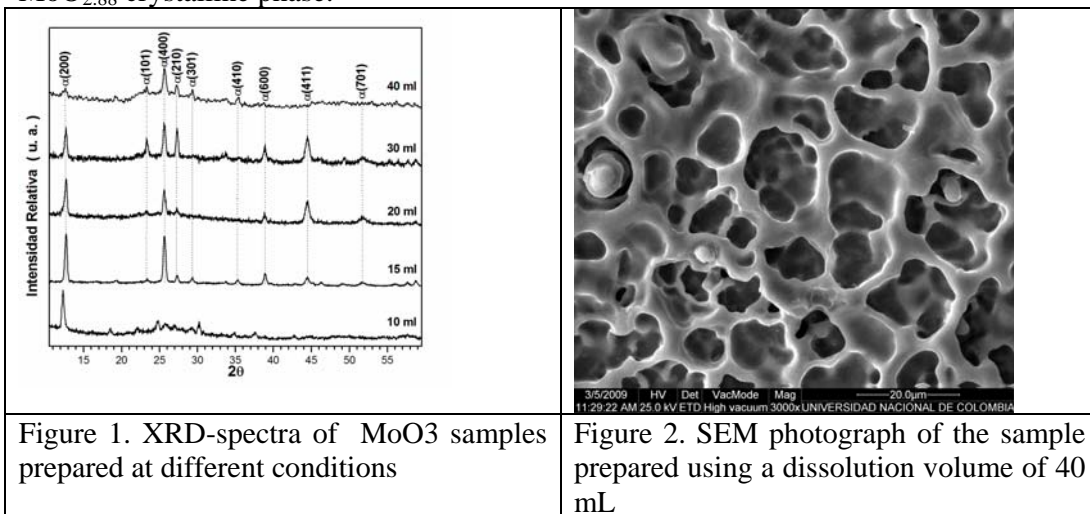 MoO2.88 crystalline phase.
α(200)
α(101)
α(400)
α(210)
α(301)
α(410)
α(600)
α(411)
α(701)
40 ml
30 ml
20 ml
15 ml
10 ml
Intensidad Relativa ( u. a. )
15 20 25 30 35 40 45 50 55
2θ
3/5/2009 HV Det VacMode Mag 20.0µm
11:29:22 AM 25.0 kV ETD High vacuum 3000x UNIVERSIDAD NACIONAL DE COLOMBIA
Figure 1. XRD-spectra of MoO3 samples
prepared at different conditions
Figure 2. SEM photograph of the sample
prepared using a dissolution volume of 40
mL